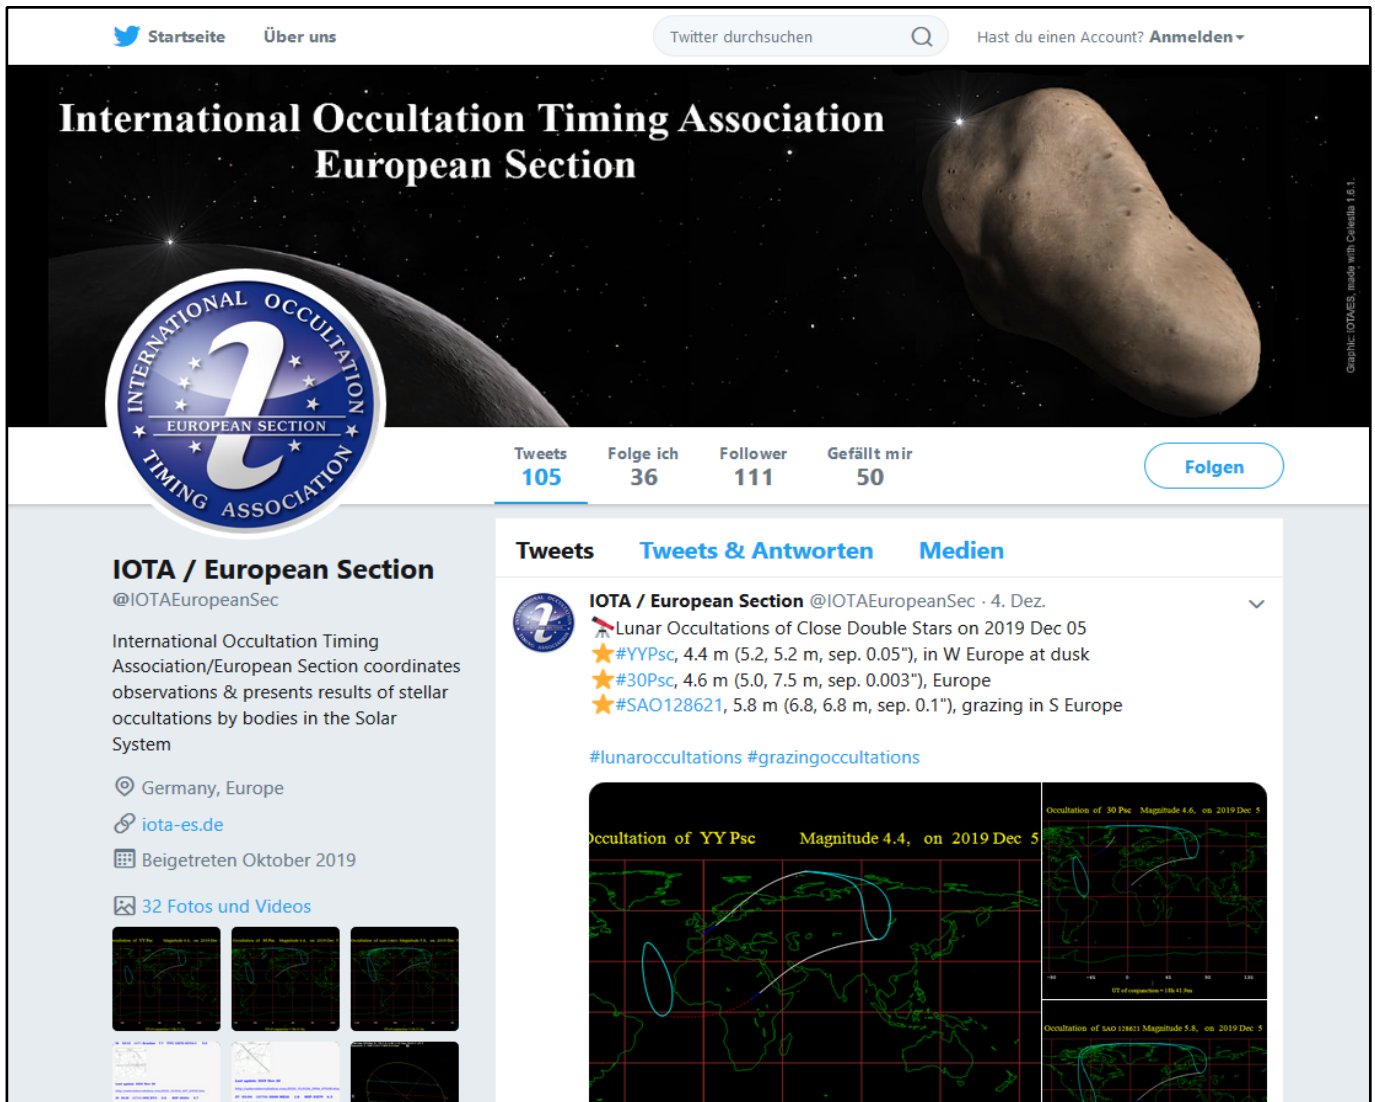 Startseite Über uns Twitter durchsuchen Hast du einen Account? Anmelden
International Occultation Timing Association
European Section
Graphic: IOTA/ES, made with Celestia 1.6.1.
INTERNATIONAL OCCULTATION
EUROPEAN SECTION
TIMING ASSOCIATION
Tweets Folge ich Follower Gefällt mir
105 36 111 50
Folgen
IOTA / European Section
@IOTAEuropeanSec
International Occultation Timing
Association/European Section coordinates
observations & presents results of stellar
occultations by bodies in the Solar
System
Germany, Europe
iota-es.de
Beigetreten Oktober 2019
32 Fotos und Videos
Tweets Tweets & Antworten Medien
IOTA / European Section @IOTAEuropeanSec · 4. Dez.
Lunar Occultations of Close Double Stars on 2019 Dec 05
#YYPsc, 4.4 m (5.2, 5.2 m, sep. 0.05"), in W Europe at dusk
#30Psc, 4.6 m (5.0, 7.5 m, sep. 0.003"), Europe
#SAO128621, 5.8 m (6.8, 6.8 m, sep. 0.1"), grazing in S Europe
#lunaroccultations #grazingoccultations
Occultation of YY Psc Magnitude 4.4, on 2019 Dec 5
Occultation of 30 Psc Magnitude 4.6, on 2019 Dec 5
UT of conjunction = 18h 41.9m
Occultation of SAO 128621 Magnitude 5.8, on 2019 Dec 5